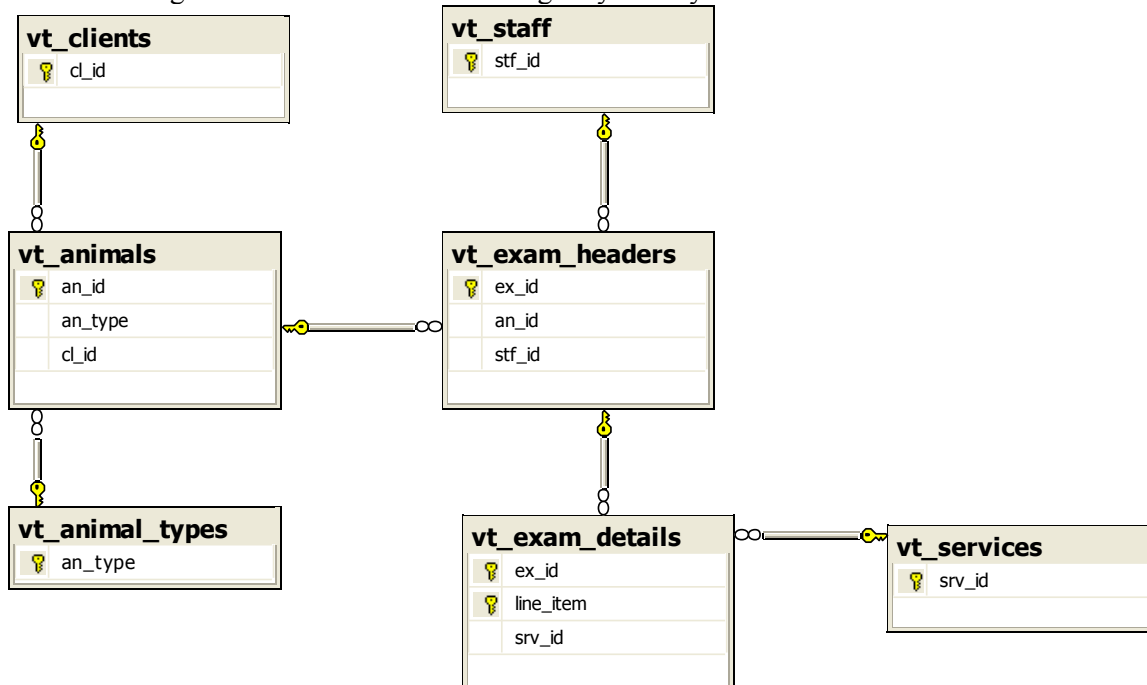 vt_clients
cl_id
vt_staff
stf_id
vt_animals
an_id
an_type
cl_id
vt_exam_headers
ex_id
an_id
stf_id
vt_animal_types
an_type
vt_exam_details
ex_id
line_item
srv_id
vt_services
srv_id